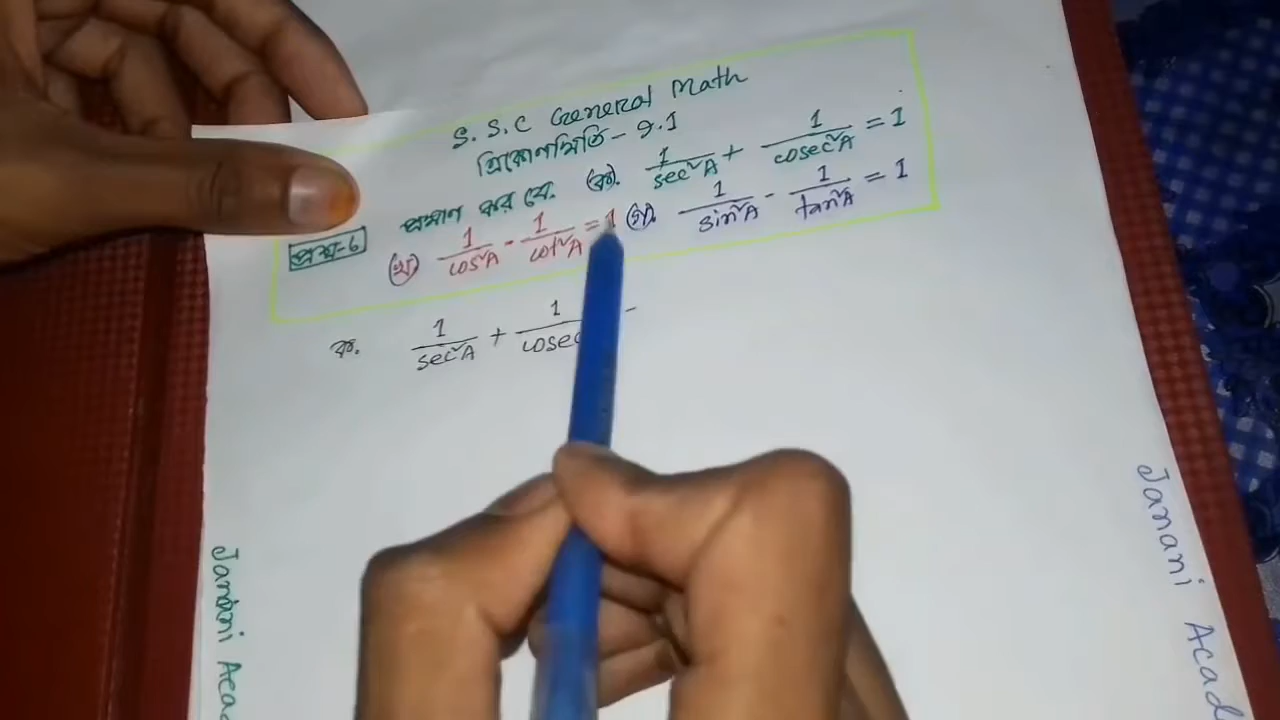 S. S. C General Math
ত্রিকোণমিতি - ৯.1
প্রশ্ন-6 প্রমাণ কর যে. (ক). 1/sec²A + 1/cosec²A = 1
(খ) 1/cos²A - 1/cot²A = 1 (গ). 1/sin²A - 1/tan²A = 1
ক. 1/sec²A + 1/cosec
Janani Acad
Janani Acad